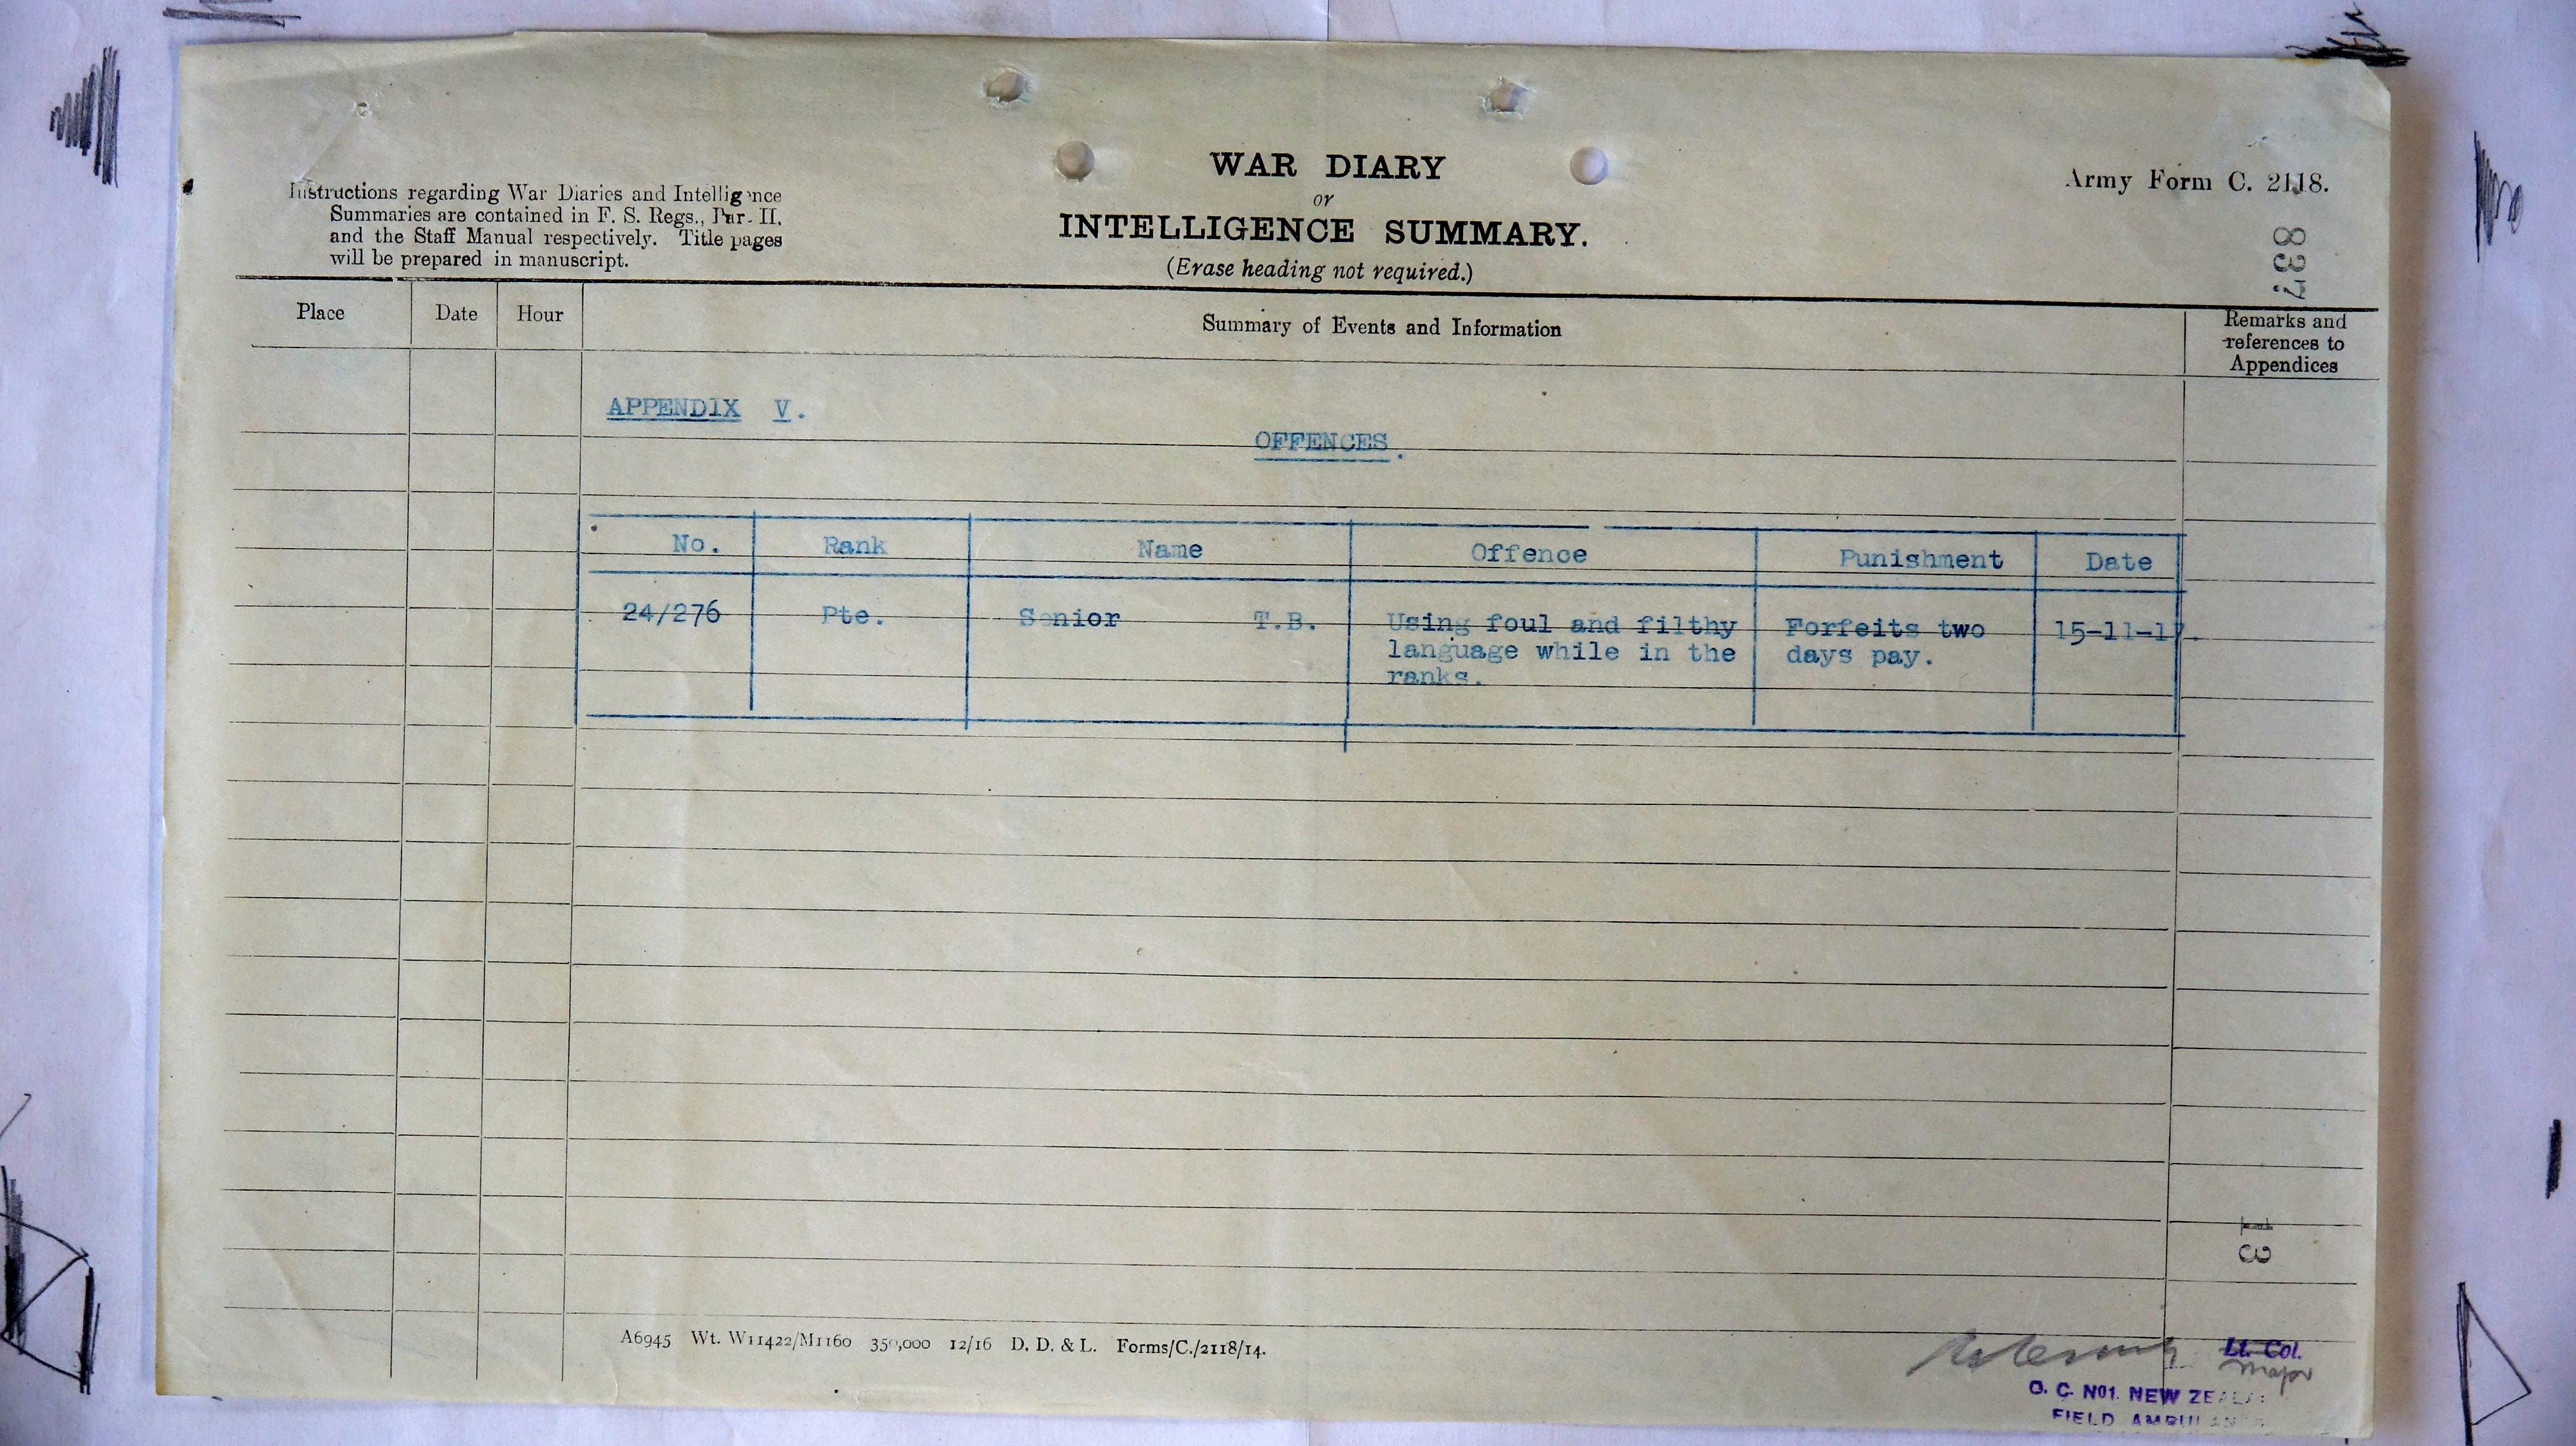 Instructions regarding War Diaries and Intelligence
Summaries are contained in F. S. Regs., Par. II.
and the Staff Manual respectively. Title pages
will be prepared in manuscript.
WAR DIARY
or
INTELLIGENCE SUMMARY.
(Erase heading not required.)
Army Form C. 2118.
837
Place Date Hour Summary of Events and Information Remarks and
references to
Appendices
APPENDIX V.
OFFENCES.
No. Rank Name Offence Punishment Date
24/276 Pte. Senior T.B. Using foul and filthy Forfeits two 15-11-17.
language while in the days pay.
ranks.
13
A6945 Wt. W11422/M1160 350,000 12/16 D. D. & L. Forms/C./2118/14.
Lt. Col.
Major
O. C. No1. NEW ZEALAND
FIELD AMBULANCE